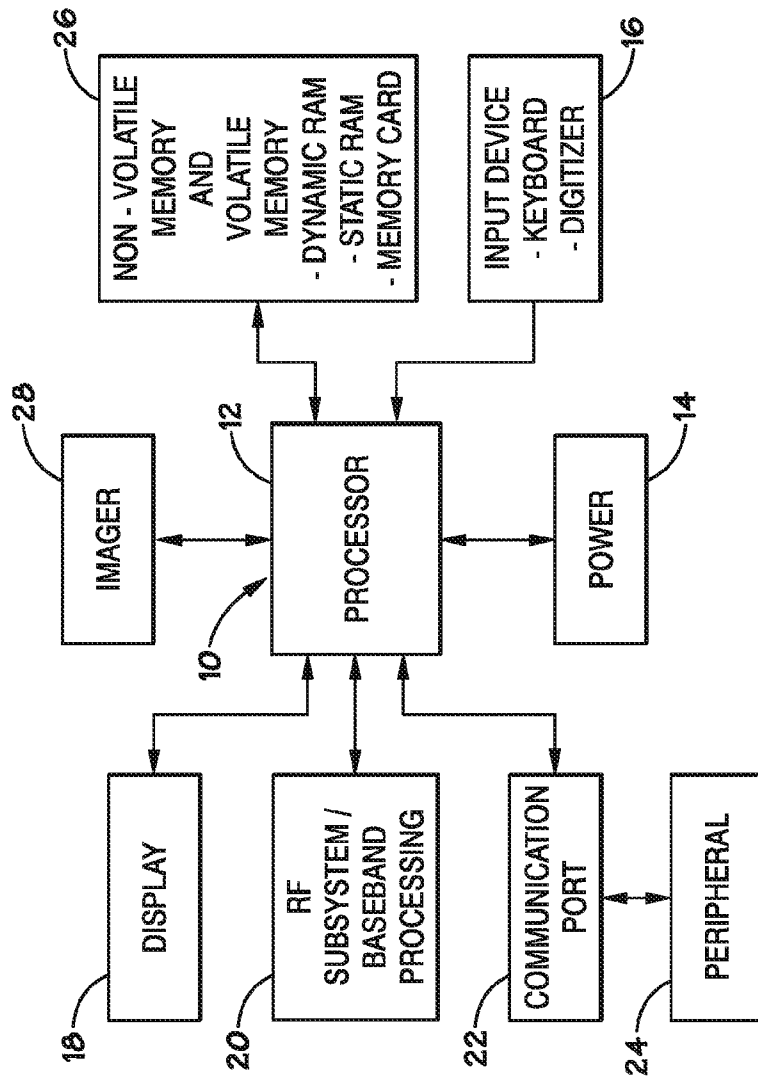 26
NON - VOLATILE
MEMORY
AND
VOLATILE
MEMORY
- DYNAMIC RAM
- STATIC RAM
- MEMORY CARD
16
INPUT DEVICE
- KEYBOARD
- DIGITIZER
28
IMAGER
12
PROCESSOR
10
14
POWER
18
DISPLAY
20
RF
SUBSYSTEM /
BASEBAND
PROCESSING
22
COMMUNICATION
PORT
24
PERIPHERAL